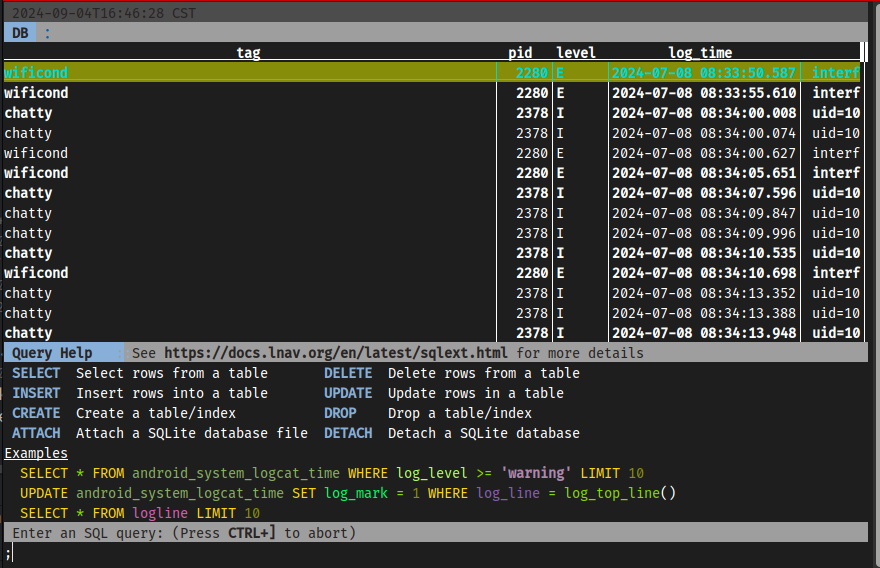 2024-09-04T16:46:28 CST
DB :
tag pid level log_time
wificond 2280 E 2024-07-08 08:33:50.587 interf
wificond 2280 E 2024-07-08 08:33:55.610 interf
chatty 2378 I 2024-07-08 08:34:00.008 uid=10
chatty 2378 I 2024-07-08 08:34:00.074 uid=10
wificond 2280 E 2024-07-08 08:34:00.627 interf
wificond 2280 E 2024-07-08 08:34:05.651 interf
chatty 2378 I 2024-07-08 08:34:07.596 uid=10
chatty 2378 I 2024-07-08 08:34:09.847 uid=10
chatty 2378 I 2024-07-08 08:34:09.996 uid=10
chatty 2378 I 2024-07-08 08:34:10.535 uid=10
wificond 2280 E 2024-07-08 08:34:10.698 interf
chatty 2378 I 2024-07-08 08:34:13.352 uid=10
chatty 2378 I 2024-07-08 08:34:13.388 uid=10
chatty 2378 I 2024-07-08 08:34:13.948 uid=10
Query Help : See https://docs.lnav.org/en/latest/sqlext.html for more details
SELECT Select rows from a table DELETE Delete rows from a table
INSERT Insert rows into a table UPDATE Update rows in a table
CREATE Create a table/index DROP Drop a table/index
ATTACH Attach a SQLite database file DETACH Detach a SQLite database
Examples
SELECT * FROM android_system_logcat_time WHERE log_level >= 'warning' LIMIT 10
UPDATE android_system_logcat_time SET log_mark = 1 WHERE log_line = log_top_line()
SELECT * FROM logline LIMIT 10
Enter an SQL query: (Press CTRL+] to abort)
;